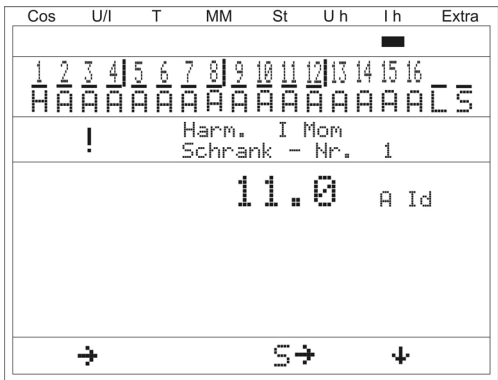 Cos U/I T MM St U h I h Extra
1 2 3 4 5 6 7 8 9 10 11 12 13 14 15 16
A A A A A A A A A A A A A A A A L S
! Harm. I Mom
Schrank - Nr. 1
11.0 A Id
→ S→ ↓